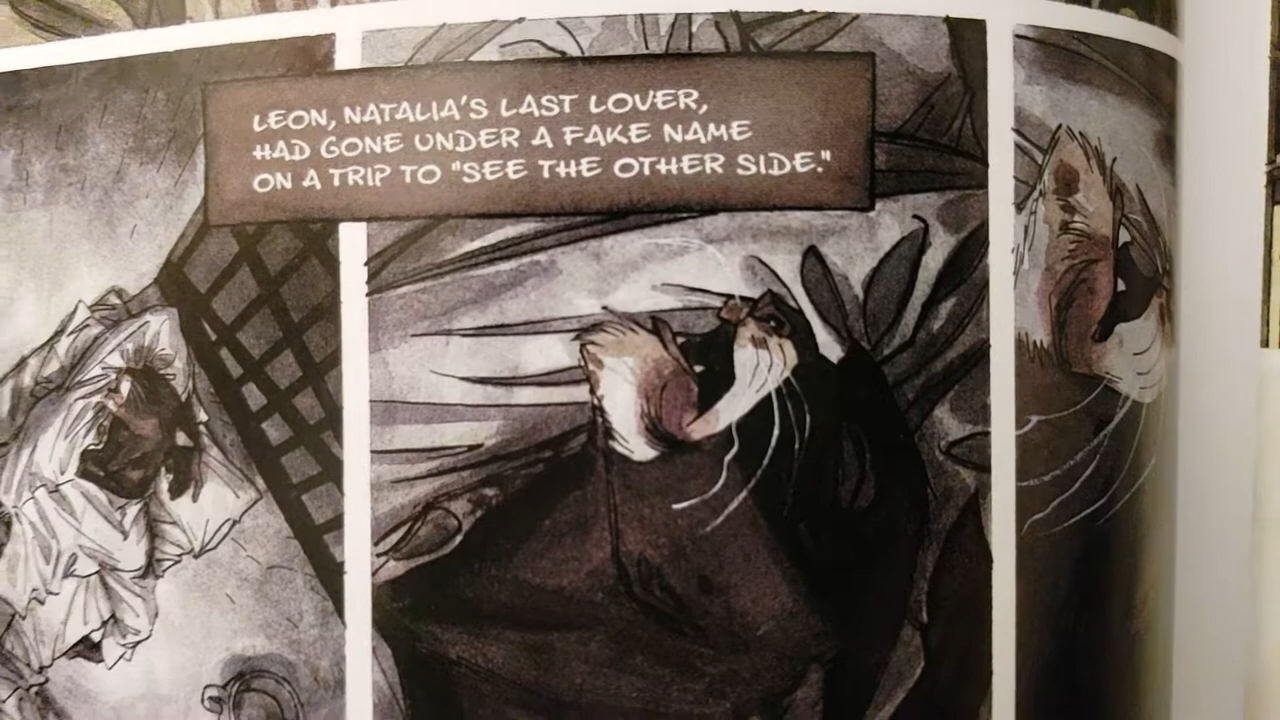 LEON, NATALIA'S LAST LOVER,
HAD GONE UNDER A FAKE NAME
ON A TRIP TO "SEE THE OTHER SIDE."